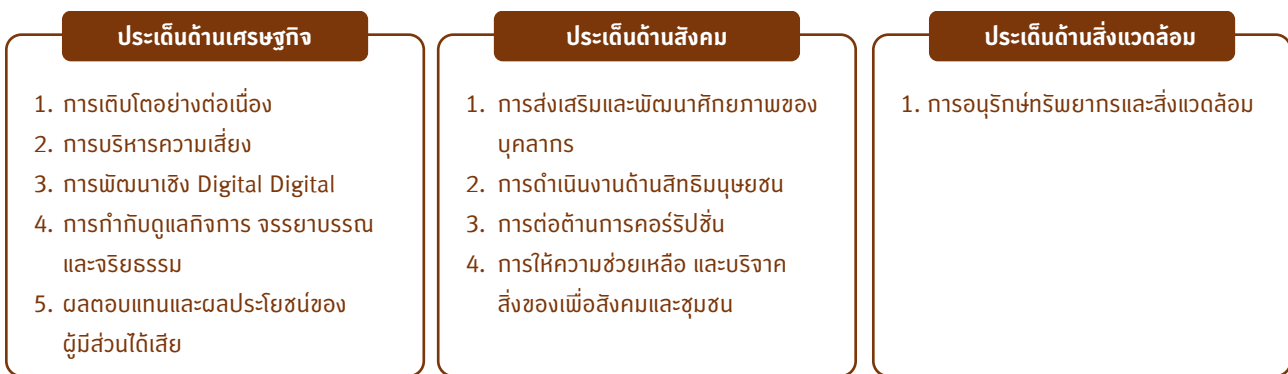 ประเด็นด้านเศรษฐกิจ
1. การเติบโตอย่างต่อเนื่อง
2. การบริหารความเสี่ยง
3. การพัฒนาเชิง Digital Digital
4. การกำกับดูแลกิจการ จรรยาบรรณ
และจริยธรรม
5. ผลตอบแทนและผลประโยชน์ของ
ผู้มีส่วนได้เสีย
ประเด็นด้านสังคม
1. การส่งเสริมและพัฒนาศักยภาพของ
บุคลากร
2. การดำเนินงานด้านสิทธิมนุษยชน
3. การต่อต้านการคอร์รัปชั่น
4. การให้ความช่วยเหลือ และบริจาค
สิ่งของเพื่อสังคมและชุมชน
ประเด็นด้านสิ่งแวดล้อม
1. การอนุรักษ์ทรัพยากรและสิ่งแวดล้อม